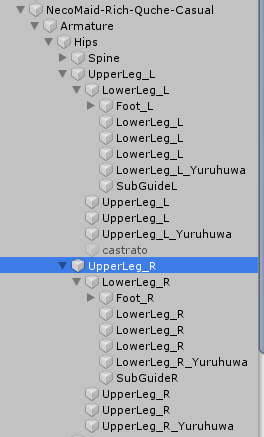 NecoMaid-Rich-Quche-Casual
Armature
Hips
Spine
UpperLeg_L
LowerLeg_L
Foot_L
LowerLeg_L
LowerLeg_L
LowerLeg_L
LowerLeg_L_Yuruhuwa
SubGuideL
UpperLeg_L
UpperLeg_L
UpperLeg_L_Yuruhuwa
castrato
UpperLeg_R
LowerLeg_R
Foot_R
LowerLeg_R
LowerLeg_R
LowerLeg_R
LowerLeg_R_Yuruhuwa
SubGuideR
UpperLeg_R
UpperLeg_R
UpperLeg_R_Yuruhuwa